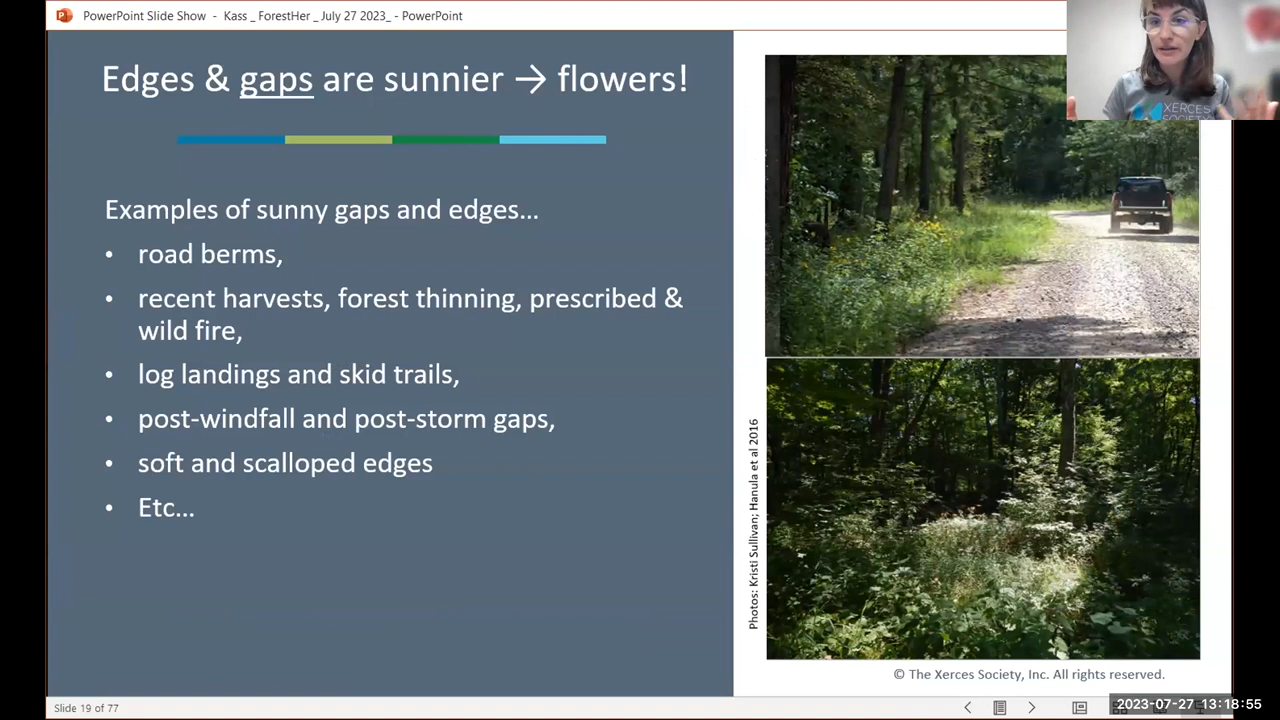 PowerPoint Slide Show - Kass _ ForestHer _ July 27 2023_ - PowerPoint
XERCES
SOCIETY
Edges & gaps are sunnier → flowers!
Examples of sunny gaps and edges...
• road berms,
• recent harvests, forest thinning, prescribed &
wild fire,
• log landings and skid trails,
• post-windfall and post-storm gaps,
• soft and scalloped edges
• Etc...
Photos: Kristi Sullivan; Hanula et al 2016
© The Xerces Society, Inc. All rights reserved.
Slide 19 of 77
2023-07-27 13:18:55